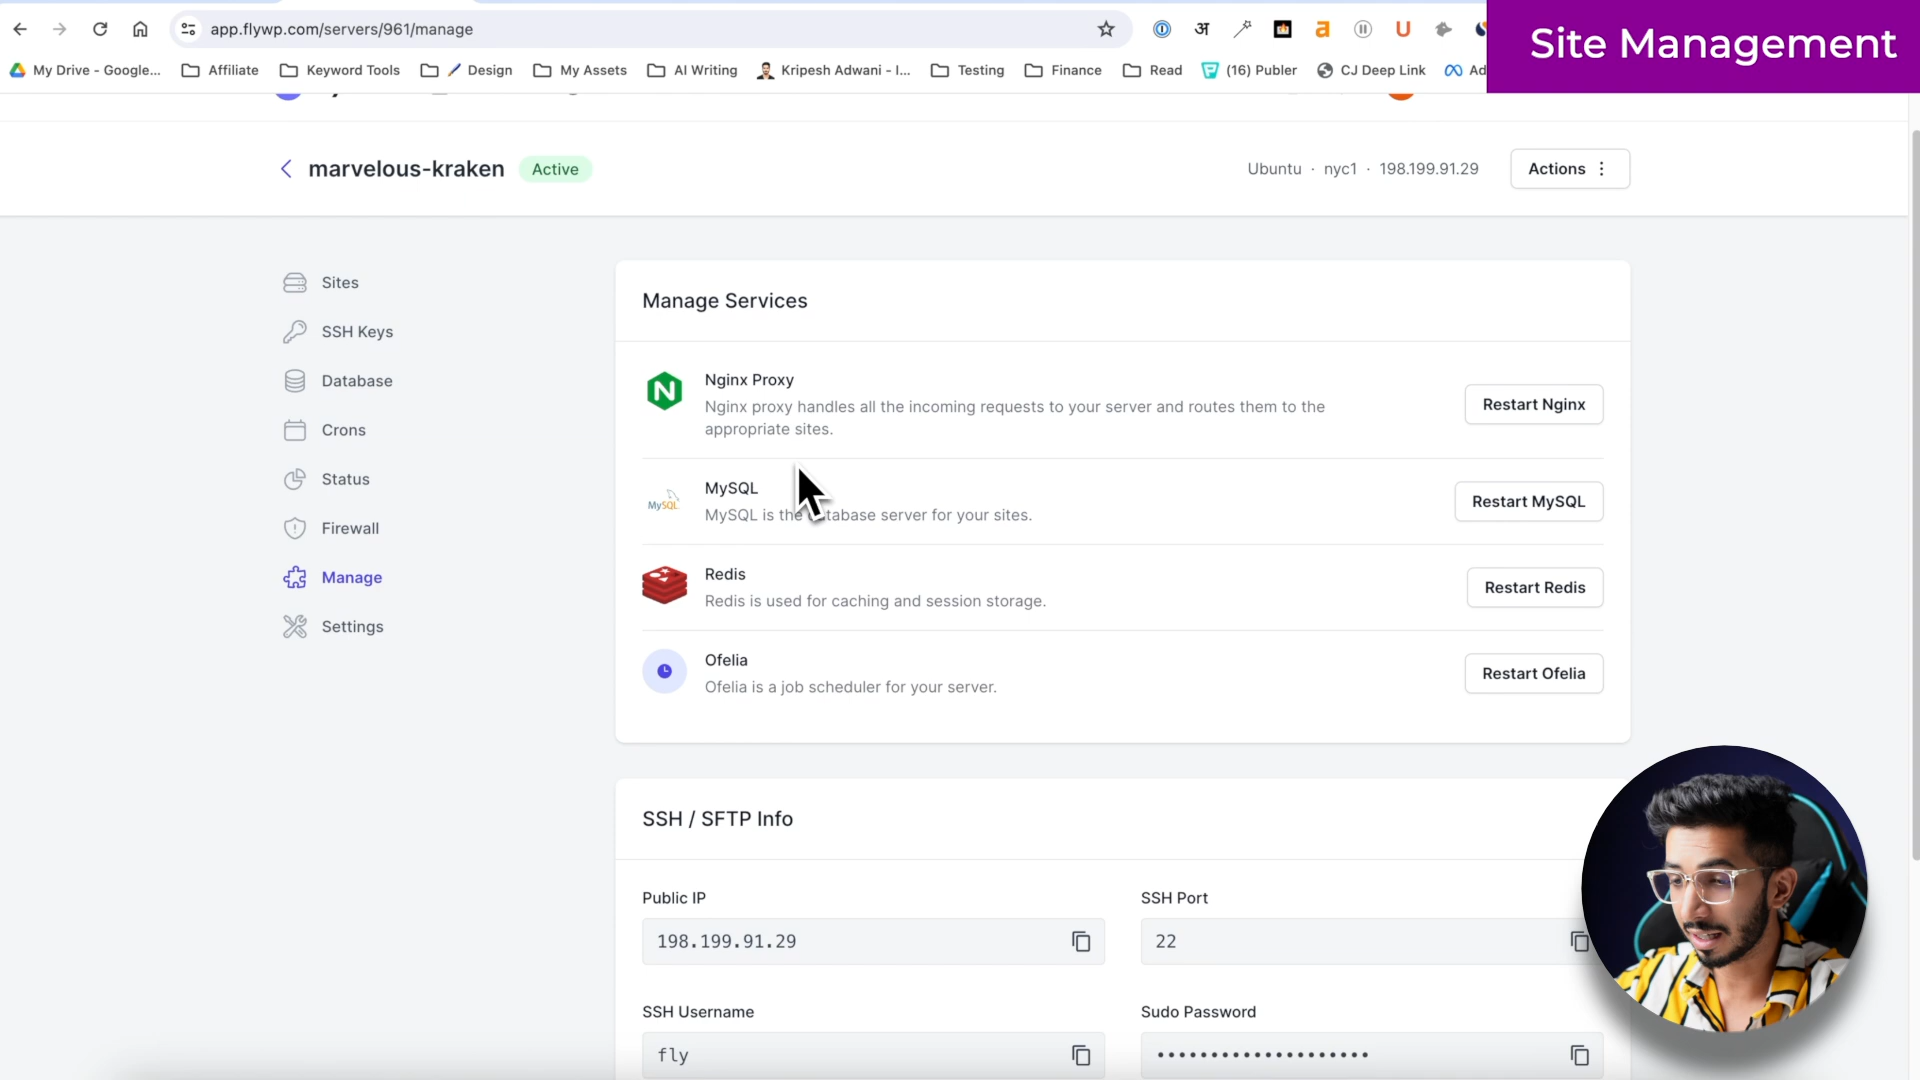 app.flywp.com/servers/961/manage
अ
a
U
Site Management
My Drive - Google...
Affiliate
Keyword Tools
Design
My Assets
AI Writing
Kripesh Adwani - I...
Testing
Finance
Read
(16) Publer
CJ Deep Link
Ad
marvelous-kraken
Active
Ubuntu · nyc1 · 198.199.91.29
Actions
Sites
SSH Keys
Database
Crons
Status
Firewall
Manage
Settings
Manage Services
N
Nginx Proxy
Nginx proxy handles all the incoming requests to your server and routes them to the
appropriate sites.
Restart Nginx
MySQL
MySQL
MySQL is the database server for your sites.
Restart MySQL
Redis
Redis is used for caching and session storage.
Restart Redis
Ofelia
Ofelia is a job scheduler for your server.
Restart Ofelia
SSH / SFTP Info
Public IP
SSH Port
198.199.91.29
22
SSH Username
Sudo Password
fly
••••••••••••••••••••